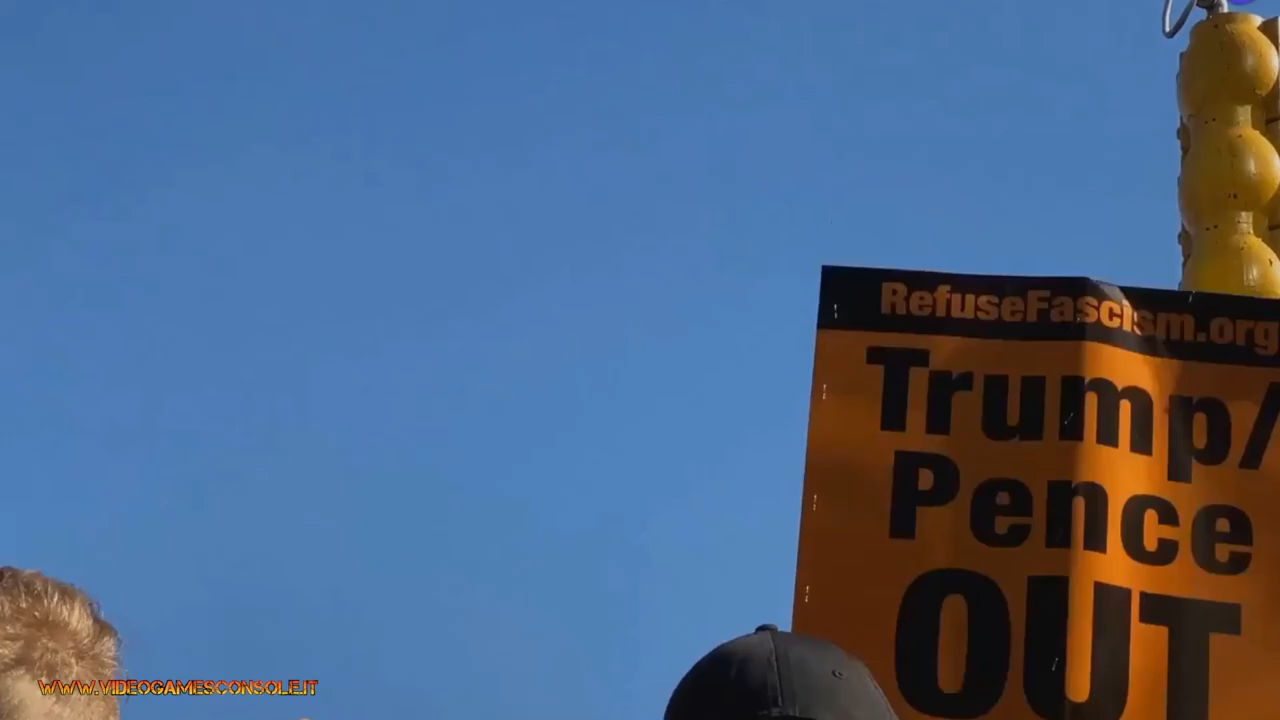 RefuseFascism.org
Trump/
Pence
OUT
WWW.VIDEOGAMESCONSOLE.IT